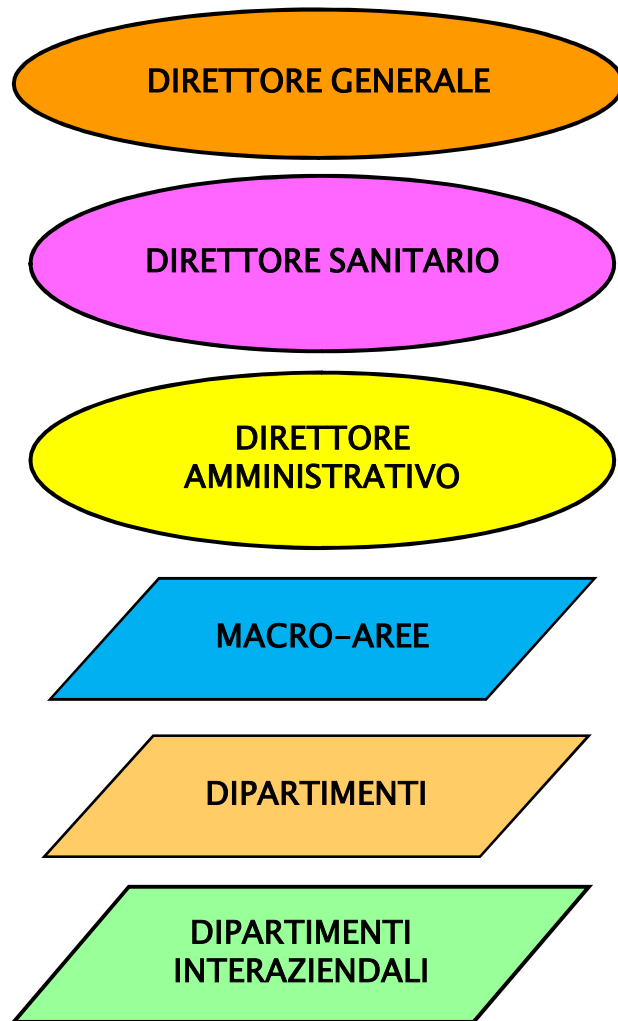 DIRETTORE GENERALE
DIRETTORE SANITARIO
DIRETTORE
AMMINISTRATIVO
MACRO-AREE
DIPARTIMENTI
DIPARTIMENTI
INTERAZIENDALI